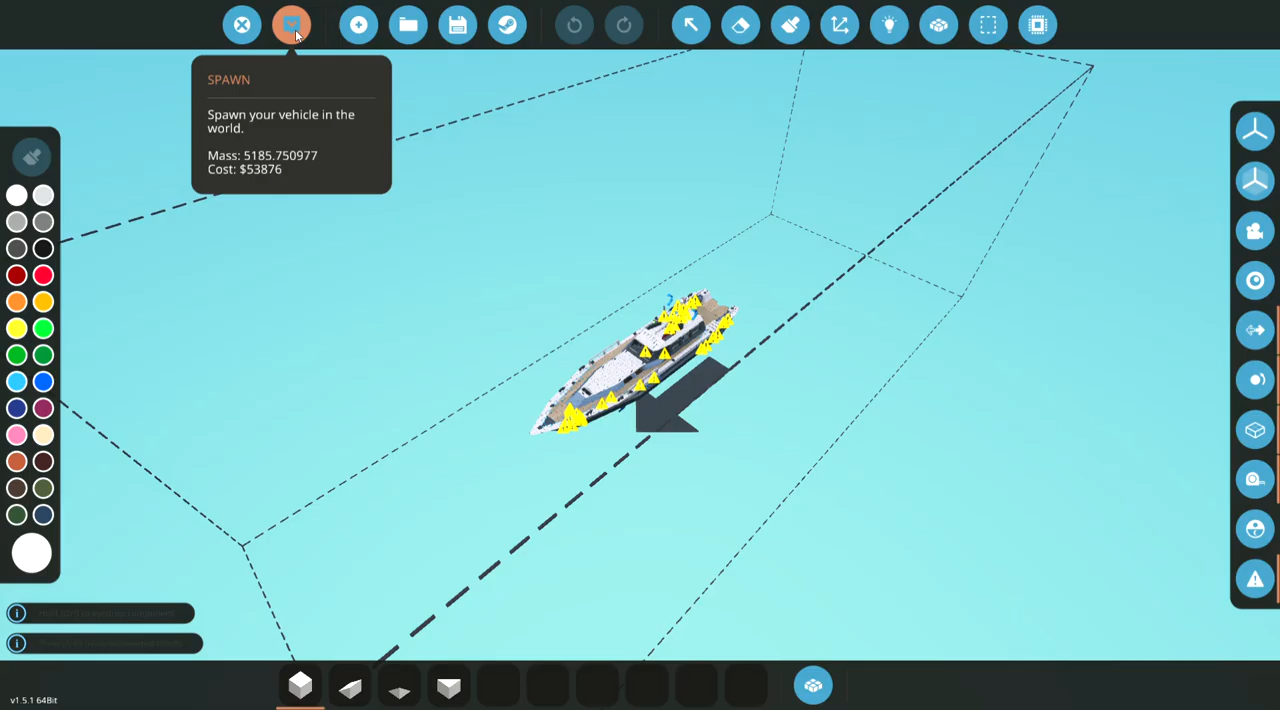 SPAWN
Spawn your vehicle in the
world.
Mass: 5185.750977
Cost: $53876
v1.5.1 64Bit